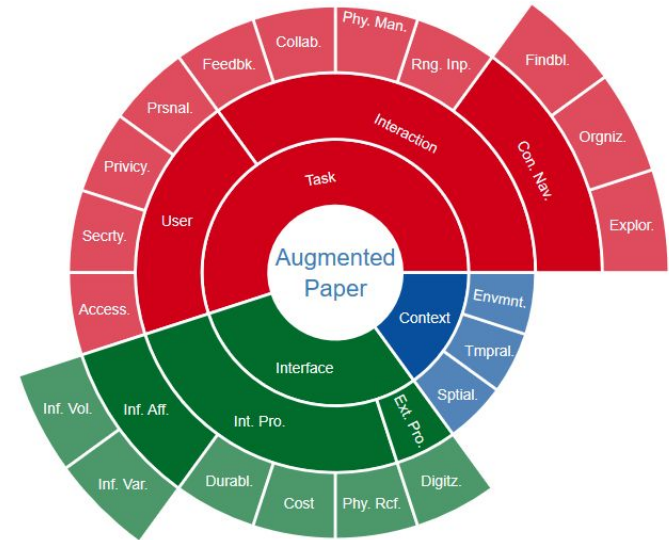 Phy. Man.
Collab.
Rng. Inp.
Feedbk.
Findbl.
Prsnal.
Interaction
Orgniz.
Con. Nav.
Privicy.
Task
User
Explor.
Secrty.
Augmented
Paper
Envmnt.
Access.
Context
Tmpral.
Interface
Sptial.
Inf. Vol.
Inf. Aff.
Int. Pro.
Ext. Pro.
Inf. Var.
Durabl.
Cost
Phy. Rcf.
Digitz.